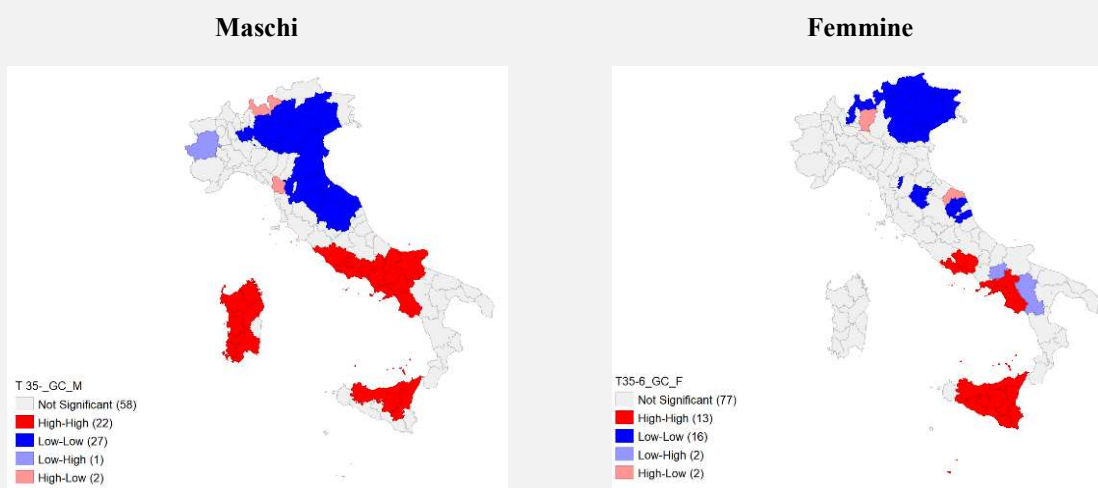 Maschi
Femmine
T 35-_GC_M
Not Significant (58)
High-High (22)
Low-Low (27)
Low-High (1)
High-Low (2)
T35-6_GC_F
Not Significant (77)
High-High (13)
Low-Low (16)
Low-High (2)
High-Low (2)